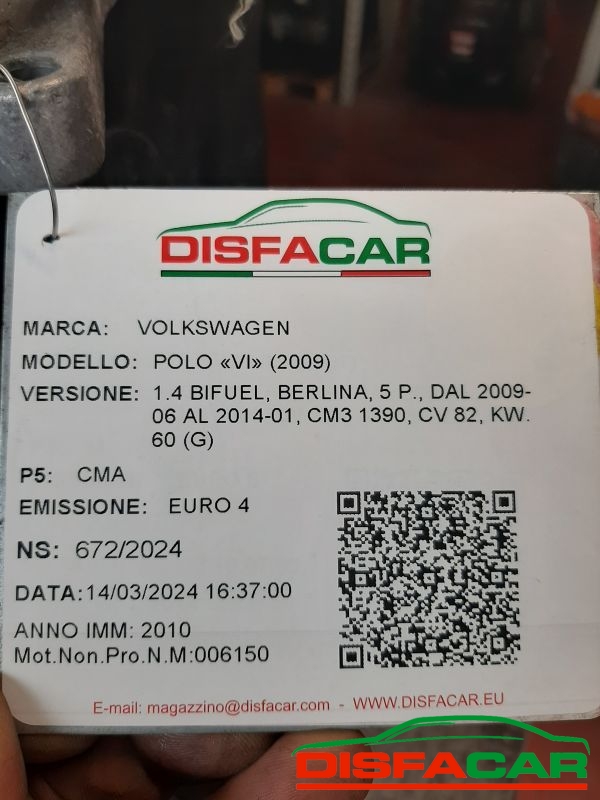 DISFACAR
MARCA: VOLKSWAGEN
MODELLO: POLO «VI» (2009)
VERSIONE: 1.4 BIFUEL, BERLINA, 5 P., DAL 2009-
06 AL 2014-01, CM3 1390, CV 82, KW.
60 (G)
P5: CMA
EMISSIONE: EURO 4
NS: 672/2024
DATA:14/03/2024 16:37:00
ANNO IMM: 2010
Mot.Non.Pro.N.M:006150
E-mail: magazzino@disfacar.com - WWW.DISFACAR.EU
DISFACAR